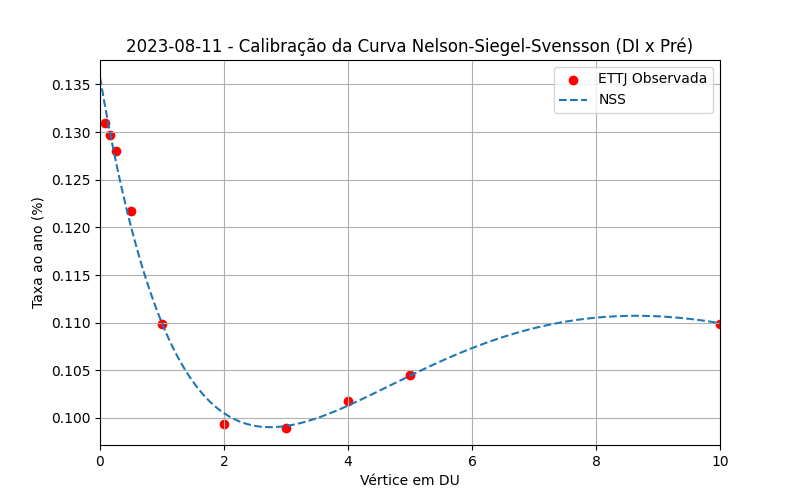 2023-08-11 - Calibração da Curva Nelson-Siegel-Svensson (DI x Pré)
ETTJ Observada
NSS
Taxa ao ano (%)
0.135
0.130
0.125
0.120
0.115
0.110
0.105
0.100
0 2 4 6 8 10
Vértice em DU